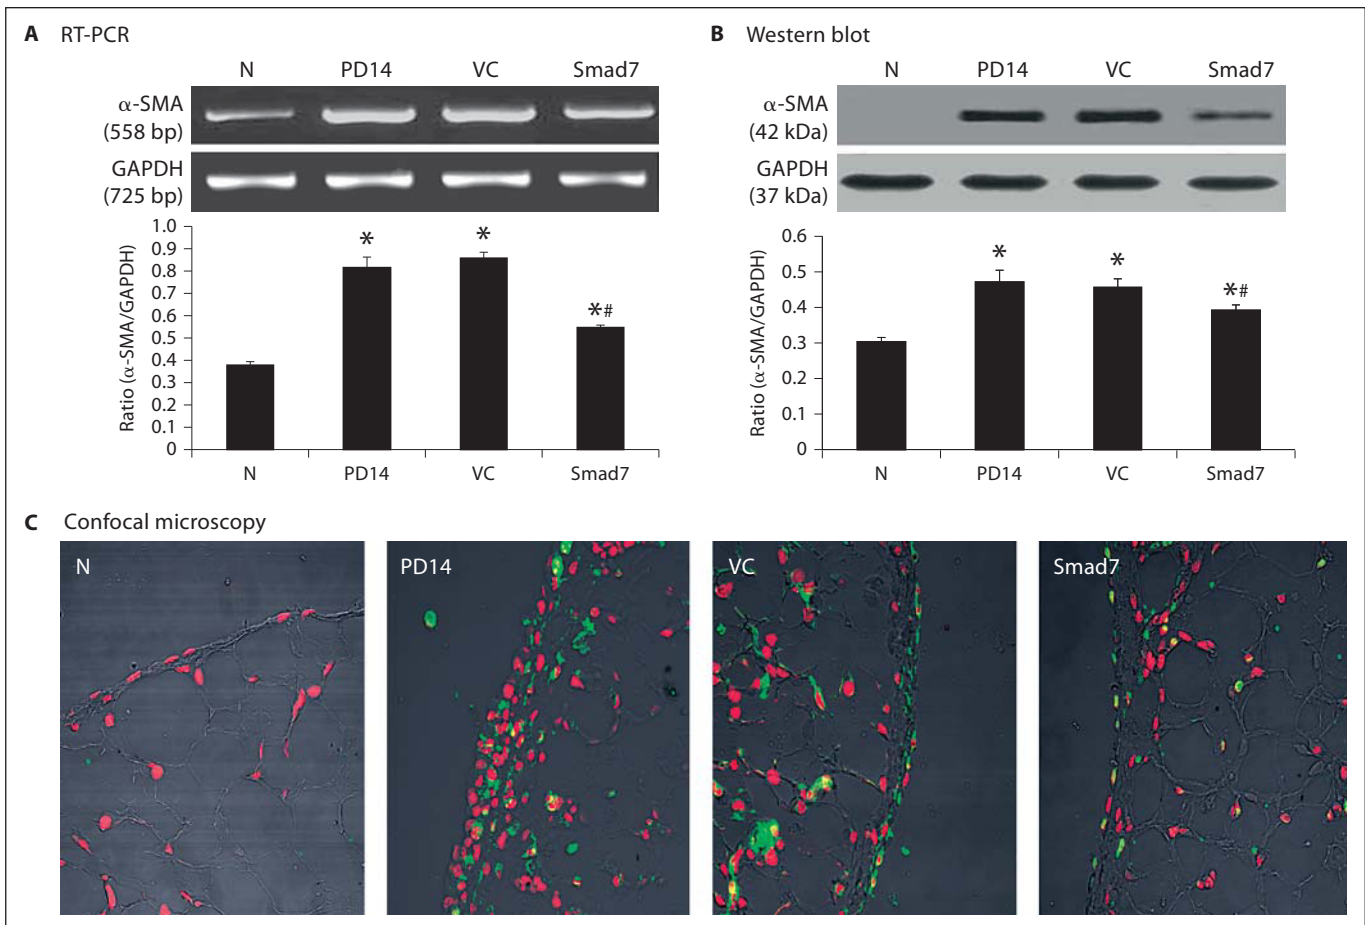 A RT-PCR
N PD14 VC Smad7
α-SMA
(558 bp)
GAPDH
(725 bp)
Ratio (α-SMA/GAPDH)
1.0
0.9
0.8
0.7
0.6
0.5
0.4
0.3
0.2
0.1
0
* * *#
N PD14 VC Smad7
B Western blot
N PD14 VC Smad7
α-SMA
(42 kDa)
GAPDH
(37 kDa)
Ratio (α-SMA/GAPDH)
0.6
0.5
0.4
0.3
0.2
0.1
0
* * *#
N PD14 VC Smad7
C Confocal microscopy
N PD14 VC Smad7